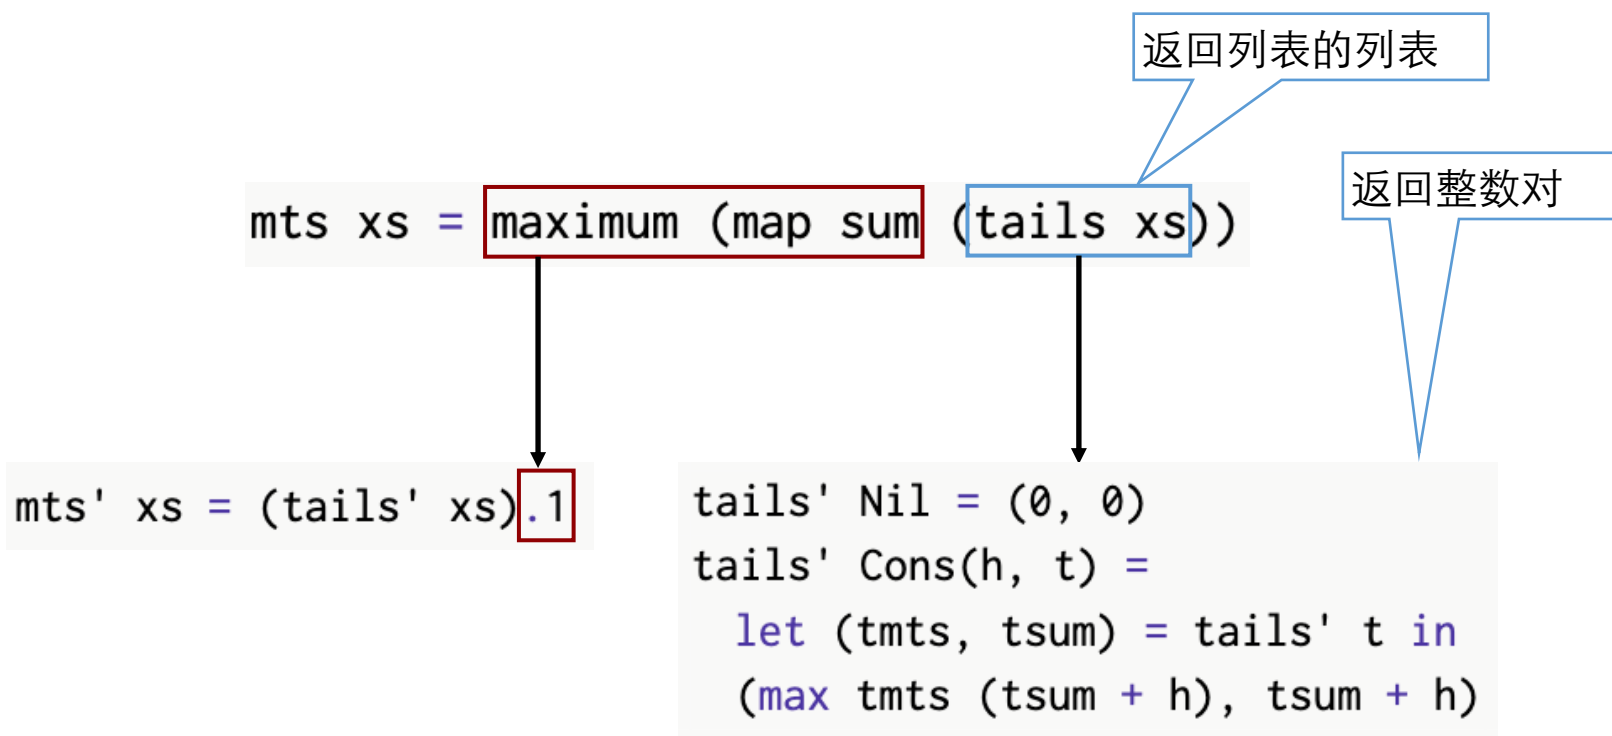 返回列表的列表
返回整数对
mts xs = maximum (map sum (tails xs))
mts' xs = (tails' xs).1
tails' Nil = (0, 0)
tails' Cons(h, t) =
let (tmts, tsum) = tails' t in
(max tmts (tsum + h), tsum + h)